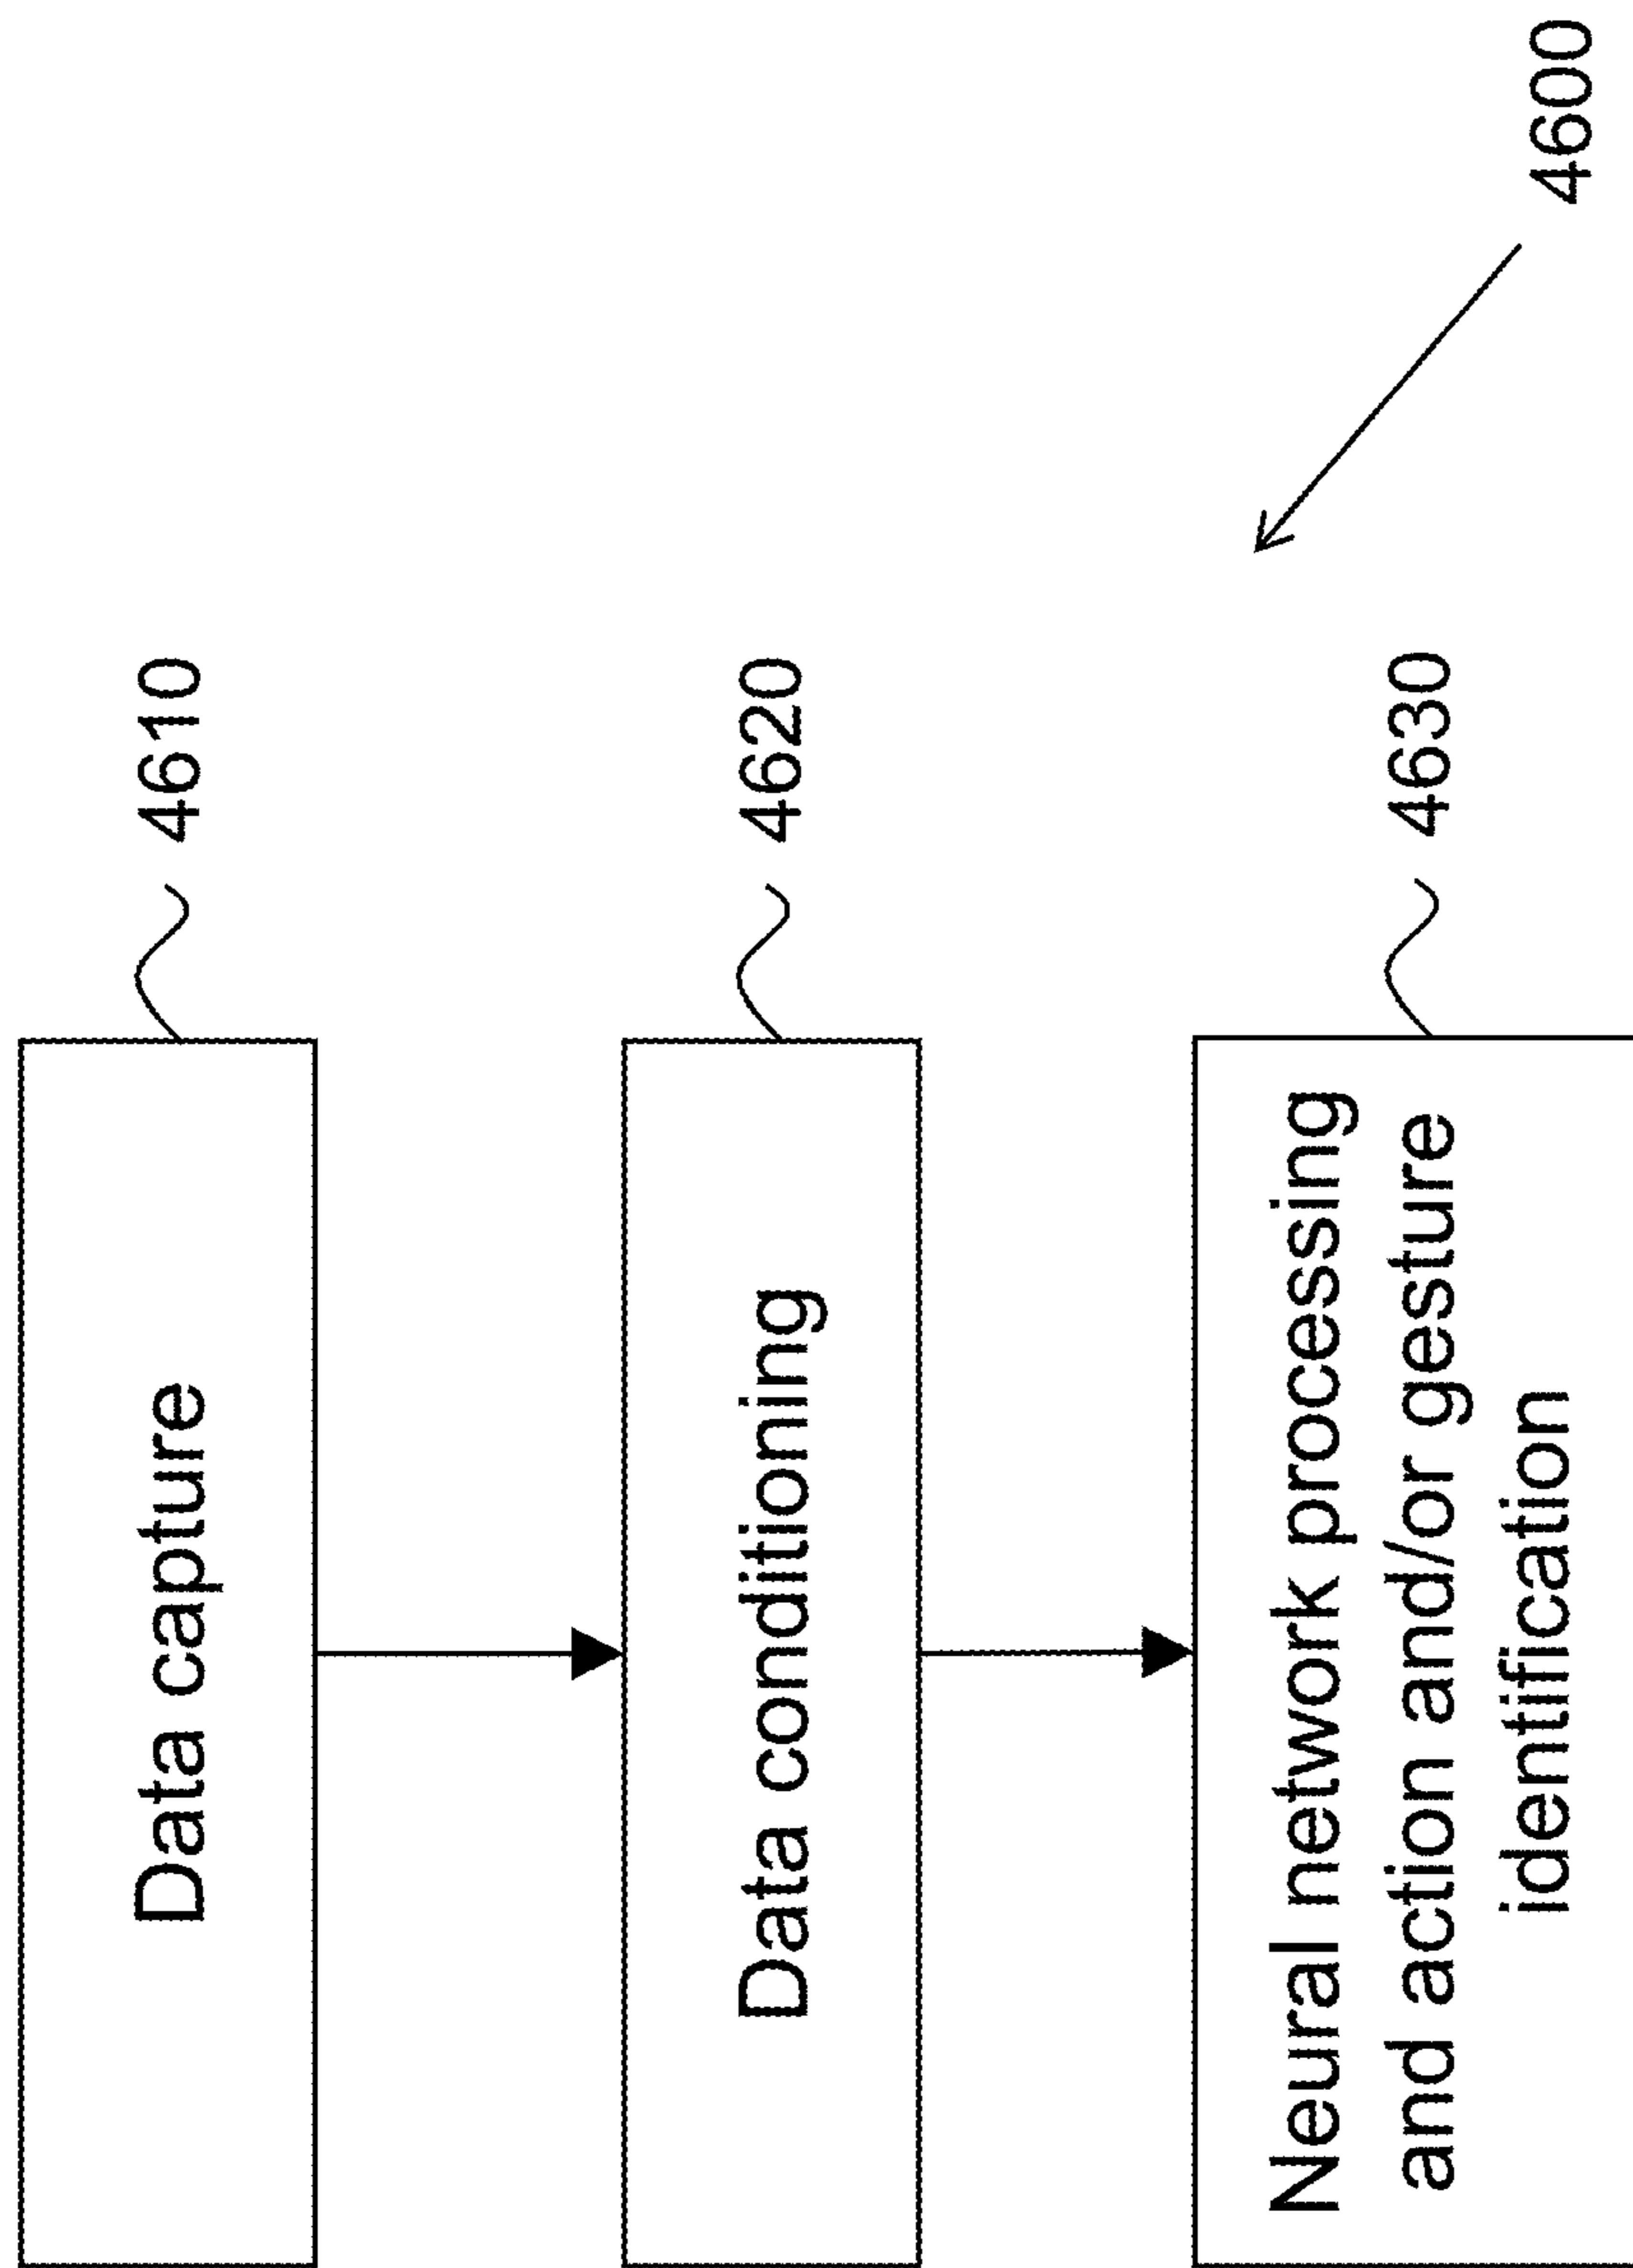 Data capture
4610
Data conditioning
4620
Neural network processing
and action and/or gesture
identification
4630
4600